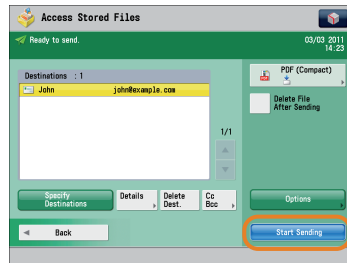 Access Stored Files
Ready to send.
03/03 2011
14:23
Destinations : 1
John john@example.com
1/1
PDF (Compact)
Delete File
After Sending
Specify
Destinations
Details
Delete
Dest.
Cc
Bcc
Options
Back
Start Sending